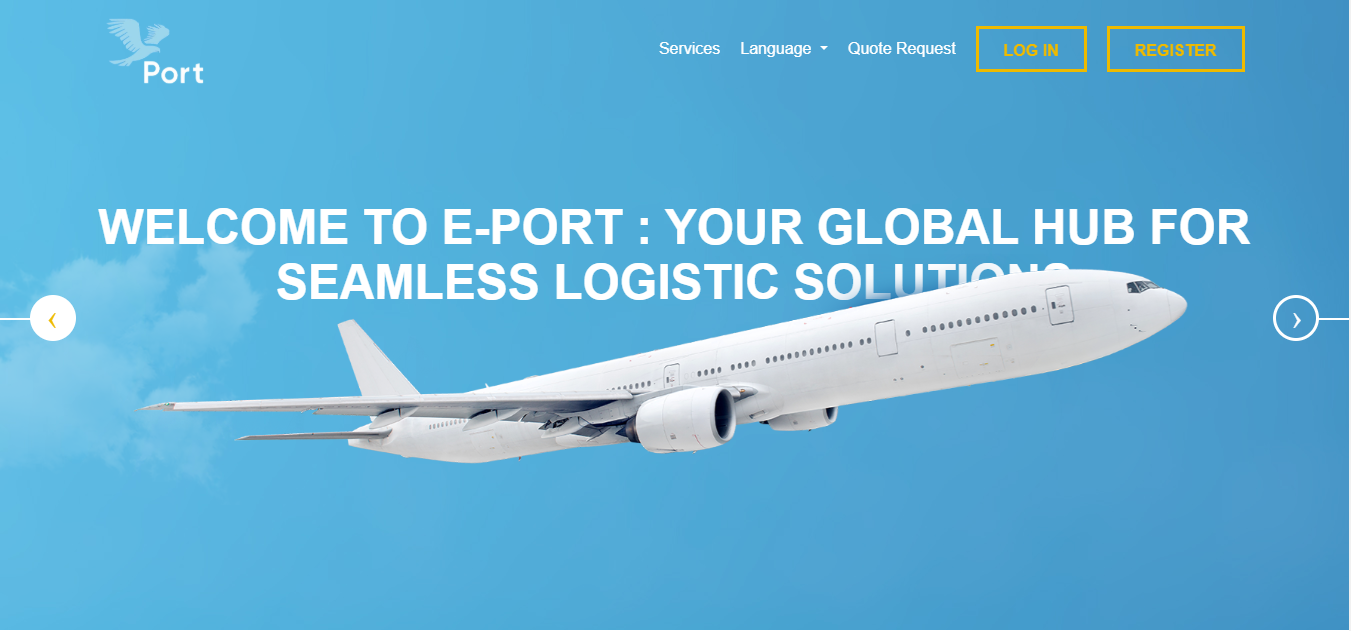 Port
Services
Language
Quote Request
LOG IN
REGISTER
WELCOME TO E-PORT : YOUR GLOBAL HUB FOR
SEAMLESS LOGISTIC SOLUTIONS